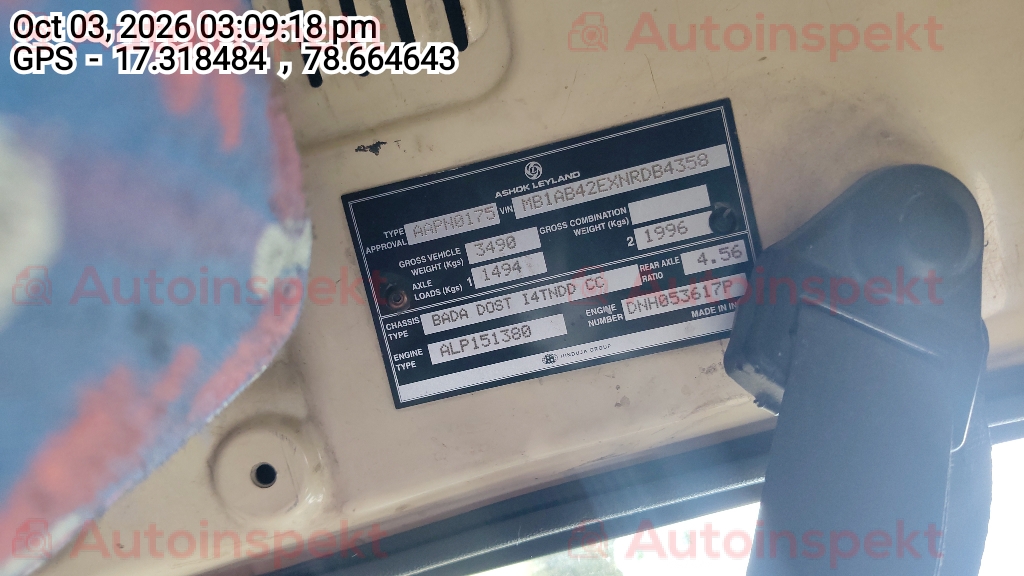 Oct 03, 2026 03:09:18 pm
GPS - 17.318484 , 78.664643
Autoinspekt
ASHOK LEYLAND
TYPE APPROVAL AAPN0175 VIN MB1AB42EXNRDB4358
GROSS VEHICLE WEIGHT (Kgs) 3490 GROSS COMBINATION WEIGHT (Kgs)
AXLE LOADS (Kgs) 1 1494 2 1996
CHASSIS TYPE BADA DOST I4TNDD CC REAR AXLE RATIO 4.56
ENGINE TYPE ALP151380 ENGINE NUMBER DNH053617P
MADE IN
HINDUJA GROUP
Autoinspekt
Autoinspekt
Autoinspekt
Autoinspekt